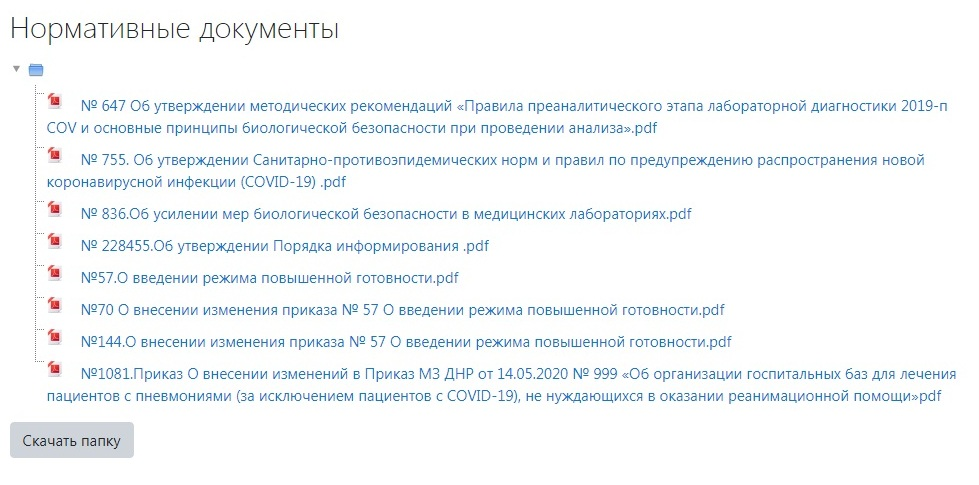 Нормативные документы
№ 647 Об утверждении методических рекомендаций «Правила преаналитического этапа лабораторной диагностики 2019-n
COV и основные принципы биологической безопасности при проведении анализа».pdf
№ 755. Об утверждении Санитарно-противоэпидемических норм и правил по предупреждению распространения новой
коронавирусной инфекции (COVID-19) .pdf
№ 836.Об усилении мер биологической безопасности в медицинских лабораториях.pdf
№ 228455.Об утверждении Порядка информирования .pdf
№57.О введении режима повышенной готовности.pdf
№70 О внесении изменения приказа № 57 О введении режима повышенной готовности.pdf
№144.О внесении изменения приказа № 57 О введении режима повышенной готовности.pdf
№1081.Приказ О внесении изменений в Приказ МЗ ДНР от 14.05.2020 № 999 «Об организации госпитальных баз для лечения
пациентов с пневмониями (за исключением пациентов с COVID-19), не нуждающихся в оказании реанимационной помощи»pdf
Скачать папку